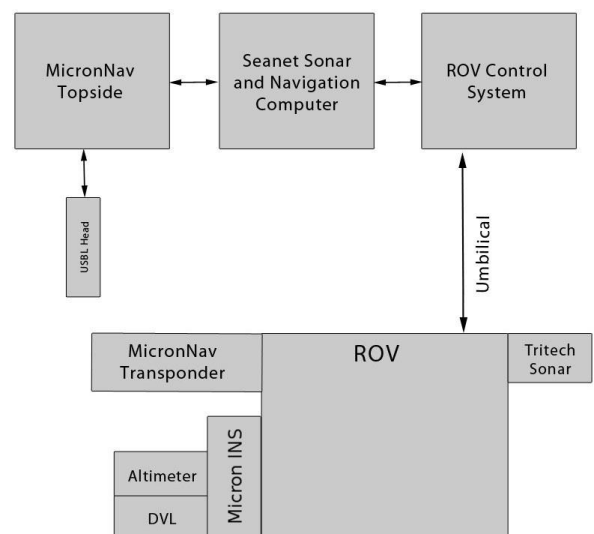 MicronNav
Topside
Seanet Sonar
and Navigation
Computer
ROV Control
System
USBL Head
Umbilical
MicronNav
Transponder
ROV
Tritech
Sonar
Micron INS
Altimeter
DVL